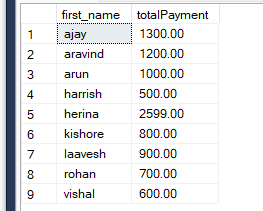 first_name totalPayment
1 ajay 1300.00
2 aravind 1200.00
3 arun 1000.00
4 harrish 500.00
5 herina 2599.00
6 kishore 800.00
7 laavesh 900.00
8 rohan 700.00
9 vishal 600.00